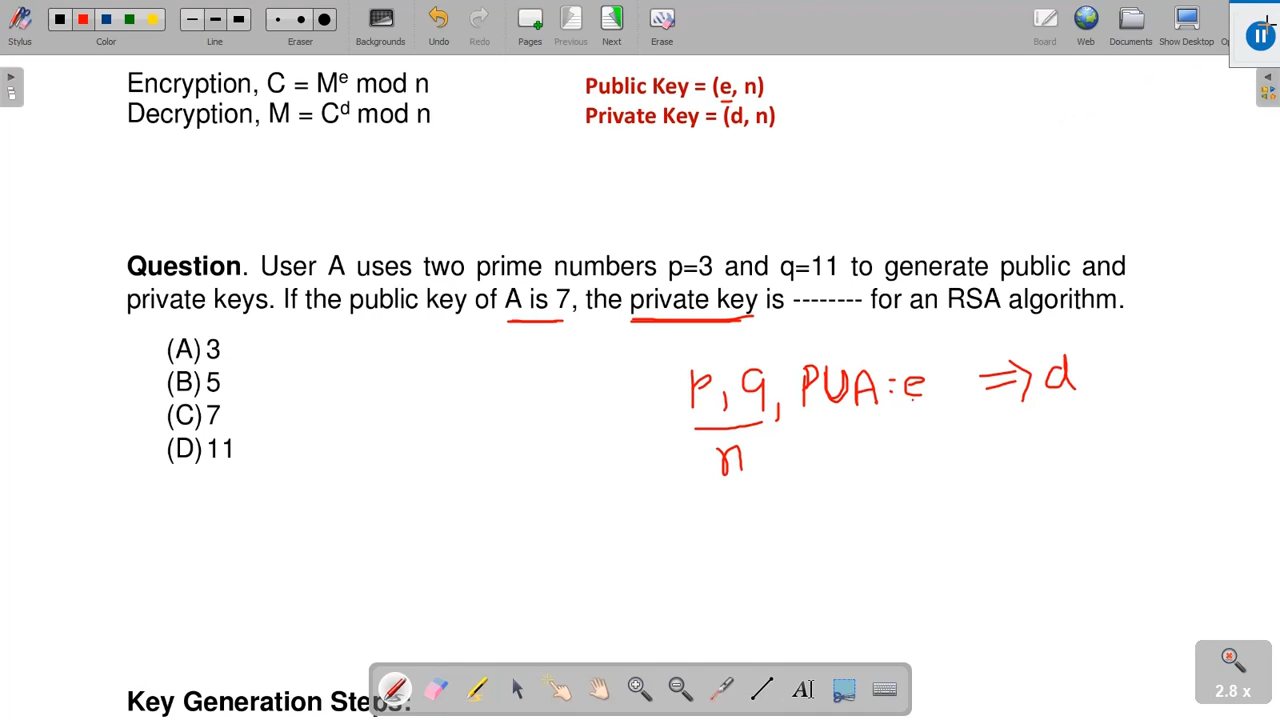 Stylus Color Line Eraser Backgrounds Undo Redo Pages Previous Next Erase Board Web Documents Show Desktop
Encryption, C = Mᵉ mod n
Public Key = (e, n)
Decryption, M = Cᵈ mod n
Private Key = (d, n)
Question. User A uses two prime numbers p=3 and q=11 to generate public and
private keys. If the public key of A is 7, the private key is -------- for an RSA algorithm.
(A) 3
(B) 5
(C) 7
(D) 11
p, q, PUA:e => d
n
Key Generation Steps:
2.8 x